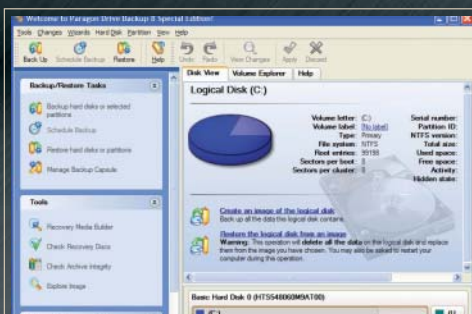 Welcome to Paragon Drive Backup 8 Special Edition!
Tools Changes Wizards Hard Disk Partition View Help
Back Up Schedule Backup Restore Help Undo Redo View Changes Apply Discard
Backup/Restore Tasks
Backup hard disks or selected
partitions
Schedule Backup
Restore hard disks or partitions
Manage Backup Capsule
Tools
Recovery Media Builder
Check Recovery Discs
Check Archive Integrity
Explore Image
Disk View Volume Explorer Help
Logical Disk (C:)
Volume letter: (C:) Serial number:
Volume label: (No label) Partition ID:
Type: Primary NTFS version:
File system: NTFS Total size:
Root entries: Used space:
Sectors per boot: 8 Free space:
Sectors per cluster: 8 Activity:
Hidden state:
Create an image of the logical disk
Back up all the data this logical disk contains.
Restore the logical disk from an image
Warning: This operation will delete all the data on the logical disk and replace
them from the image you have chosen. You may also be asked to restart your
computer during this operation.
Basic Hard Disk 0 (HTS548060M9AT00)
(C:)